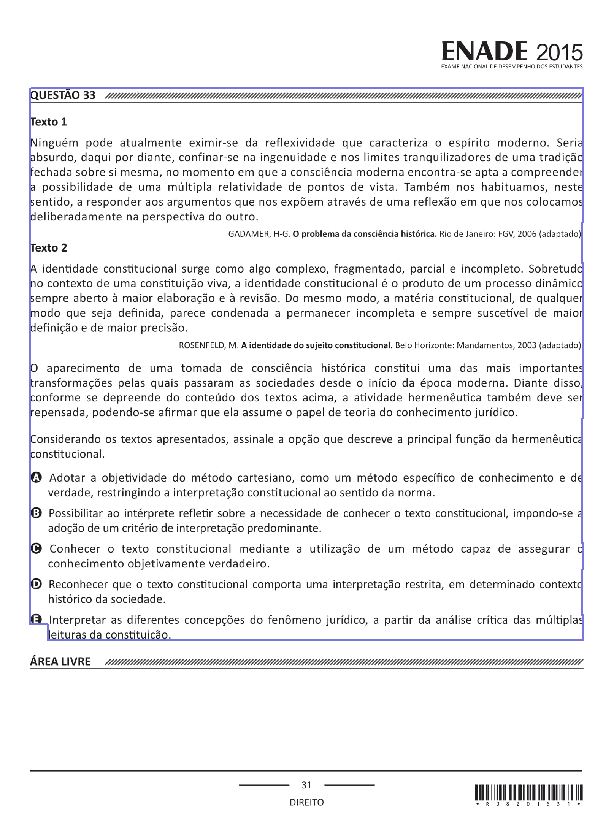 ENADE 2015
EXAME NACIONAL DE DESEMPENHO DOS ESTUDANTES
QUESTÃO 33
Texto 1
Ninguém pode atualmente eximir-se da reflexividade que caracteriza o espírito moderno. Seria
absurdo, daqui por diante, confinar-se na ingenuidade e nos limites tranquilizadores de uma tradição
fechada sobre si mesma, no momento em que a consciência moderna encontra-se apta a compreender
a possibilidade de uma múltipla relatividade de pontos de vista. Também nos habituamos, neste
sentido, a responder aos argumentos que nos expõem através de uma reflexão em que nos colocamos
deliberadamente na perspectiva do outro.
GADAMER, H-G. O problema da consciência histórica. Rio de Janeiro: FGV, 2006 (adaptado)
Texto 2
A identidade constitucional surge como algo complexo, fragmentado, parcial e incompleto. Sobretudo
no contexto de uma constituição viva, a identidade constitucional é o produto de um processo dinâmico
sempre aberto à maior elaboração e à revisão. Do mesmo modo, a matéria constitucional, de qualquer
modo que seja definida, parece condenada a permanecer incompleta e sempre suscetível de maior
definição e de maior precisão.
ROSENFELD, M. A identidade do sujeito constitucional. Belo Horizonte: Mandamentos, 2003 (adaptado)
O aparecimento de uma tomada de consciência histórica constitui uma das mais importantes
transformações pelas quais passaram as sociedades desde o início da época moderna. Diante disso,
conforme se depreende do conteúdo dos textos acima, a atividade hermenêutica também deve ser
repensada, podendo-se afirmar que ela assume o papel de teoria do conhecimento jurídico.
Considerando os textos apresentados, assinale a opção que descreve a principal função da hermenêutica
constitucional.
A Adotar a objetividade do método cartesiano, como um método específico de conhecimento e de
verdade, restringindo a interpretação constitucional ao sentido da norma.
B Possibilitar ao intérprete refletir sobre a necessidade de conhecer o texto constitucional, impondo-se a
adoção de um critério de interpretação predominante.
C Conhecer o texto constitucional mediante a utilização de um método capaz de assegurar o
conhecimento objetivamente verdadeiro.
D Reconhecer que o texto constitucional comporta uma interpretação restrita, em determinado contexto
histórico da sociedade.
E Interpretar as diferentes concepções do fenômeno jurídico, a partir da análise crítica das múltiplas
leituras da constituição.
ÁREA LIVRE
31
DIREITO
*R3820153​1*